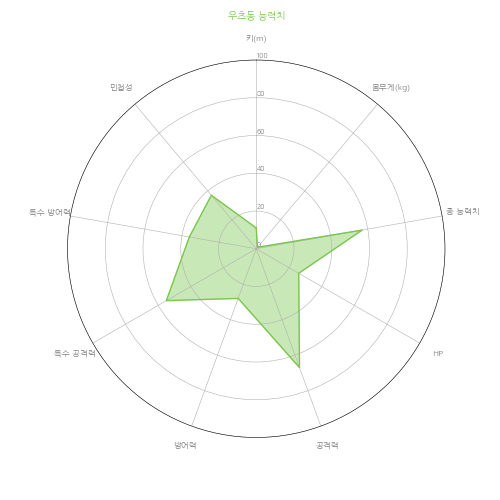 우츠동 능력치
키(m)
100
몸무게(kg)
민첩성
80
60
40
특수 방어력
총 능력치
20
0
특수 공격력
HP
방어력
공격력